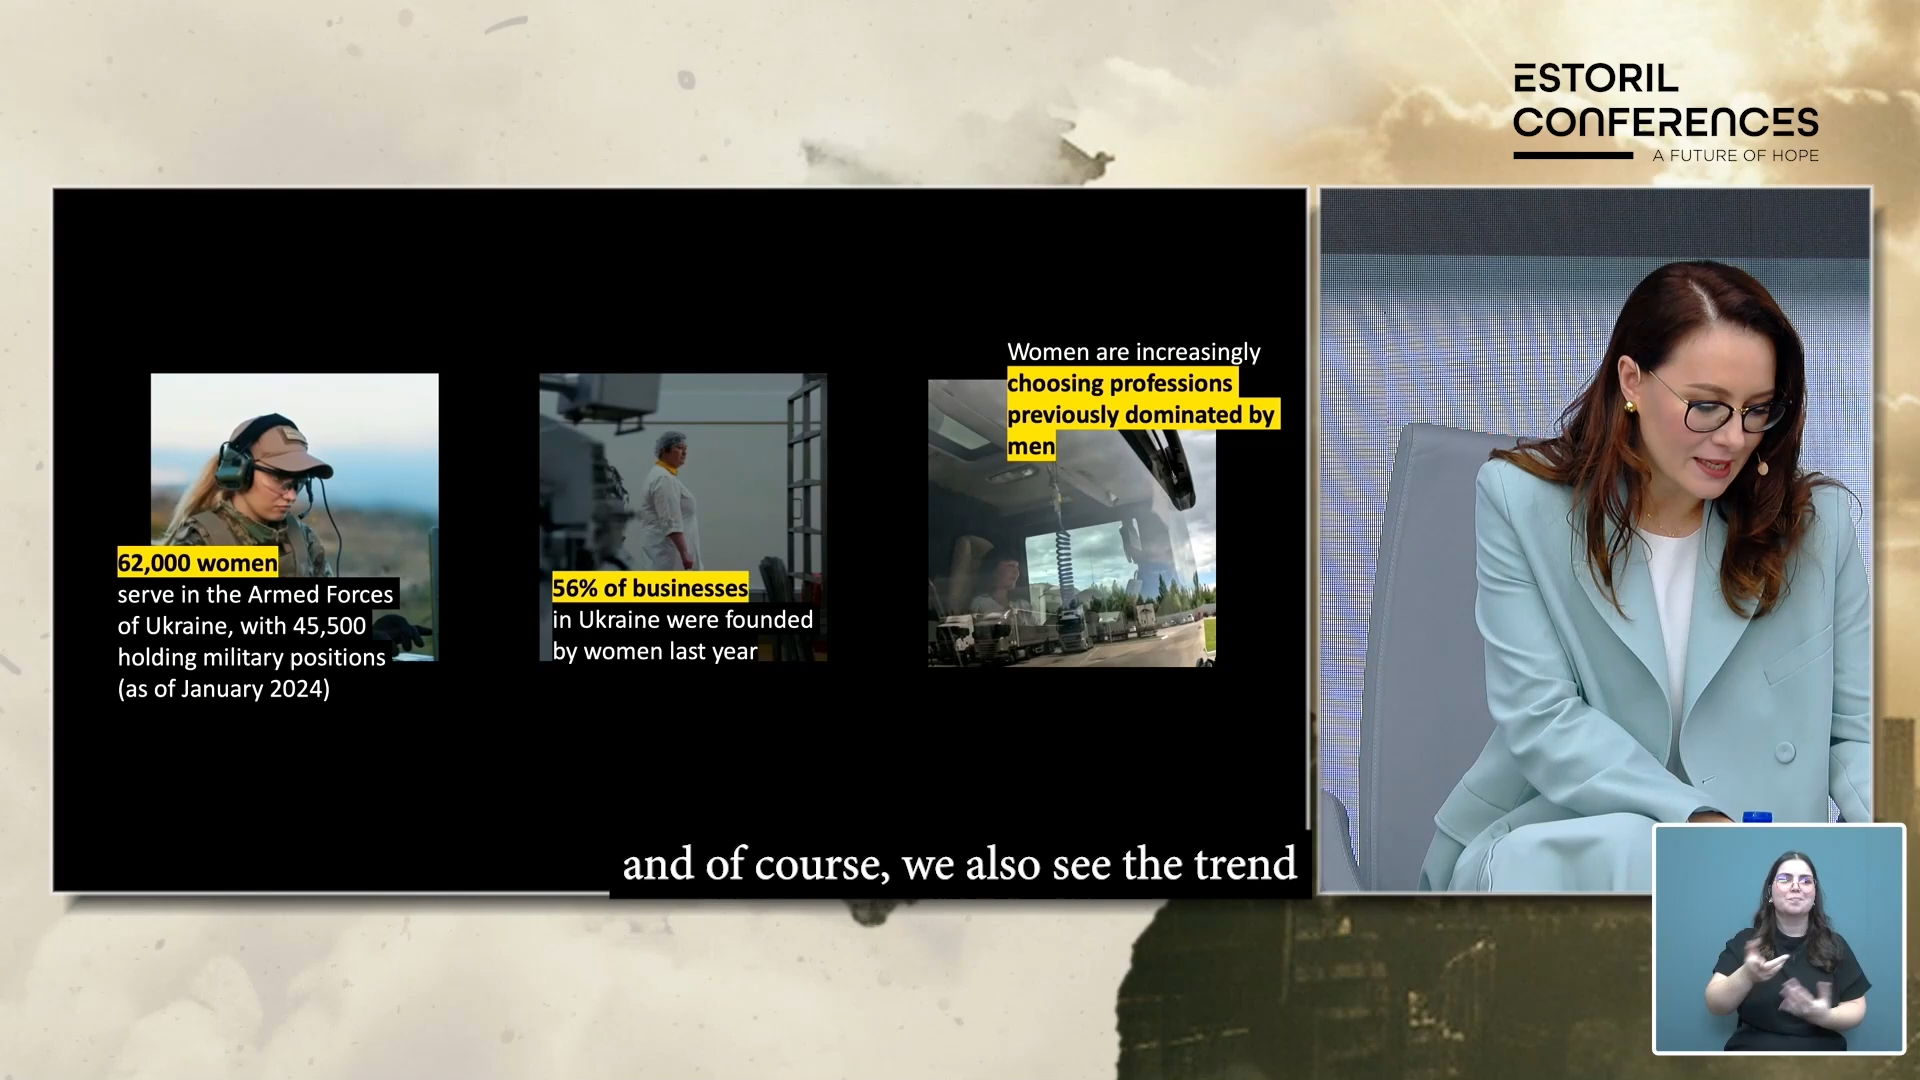 ESTORIL
CONFERENCES
A FUTURE OF HOPE
Women are increasingly
choosing professions
previously dominated by
men
62,000 women
serve in the Armed Forces
of Ukraine, with 45,500
holding military positions
(as of January 2024)
56% of businesses
in Ukraine were founded
by women last year
and of course, we also see the trend